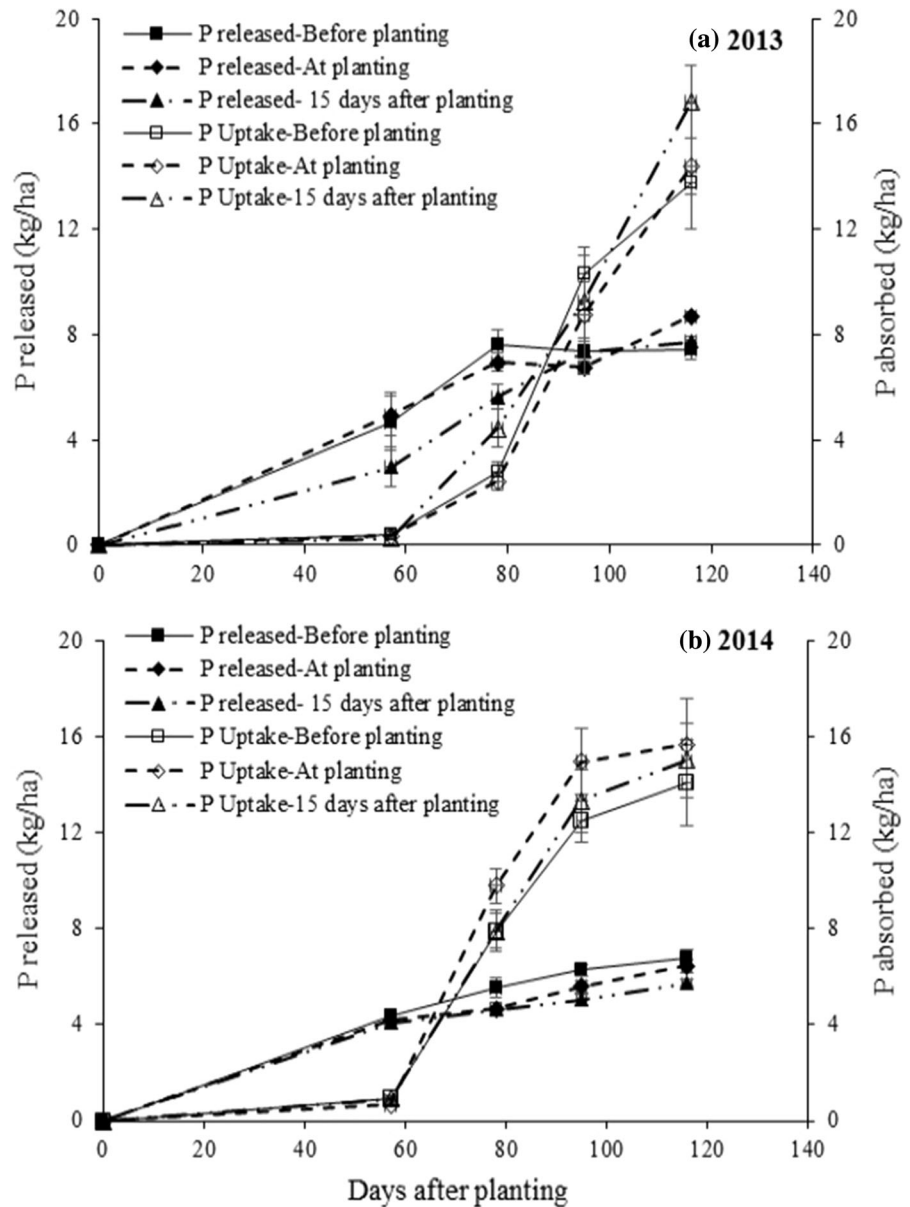 (a) 2013
P released-Before planting
P released-At planting
P released- 15 days after planting
P Uptake-Before planting
P Uptake-At planting
P Uptake-15 days after planting
P released (kg/ha)
P absorbed (kg/ha)
20
16
12
8
4
0
20
16
12
8
4
0
0 20 40 60 80 100 120 140
(b) 2014
P released-Before planting
P released-At planting
P released- 15 days after planting
P Uptake-Before planting
P Uptake-At planting
P Uptake-15 days after planting
P released (kg/ha)
P absorbed (kg/ha)
20
16
12
8
4
0
20
16
12
8
4
0
0 20 40 60 80 100 120 140
Days after planting